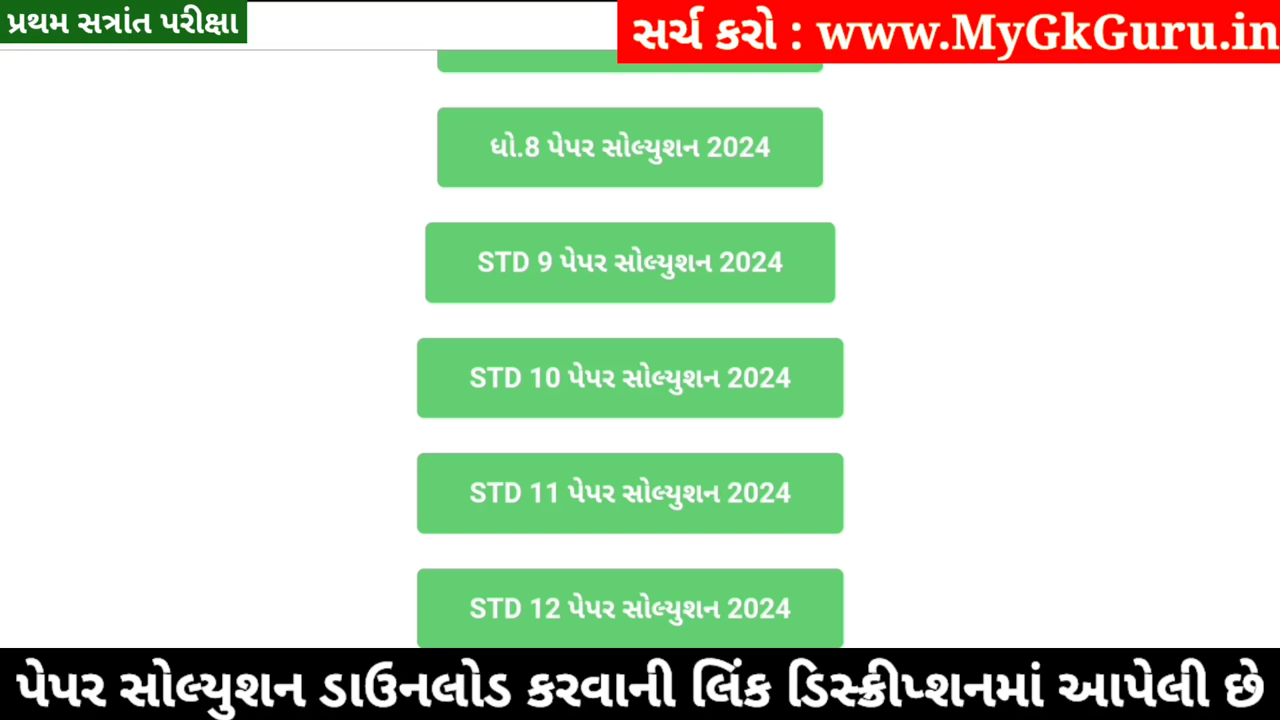 પ્રથમ સત્રાંત પરીક્ષા
સર્ચ કરો : www.MyGkGuru.in
ધો.8 પેપર સોલ્યુશન 2024
STD 9 પેપર સોલ્યુશન 2024
STD 10 પેપર સોલ્યુશન 2024
STD 11 પેપર સોલ્યુશન 2024
STD 12 પેપર સોલ્યુશન 2024
પેપર સોલ્યુશન ડાઉનલોડ કરવાની લિંક ડિસ્ક્રીપ્શનમાં આપેલી છે